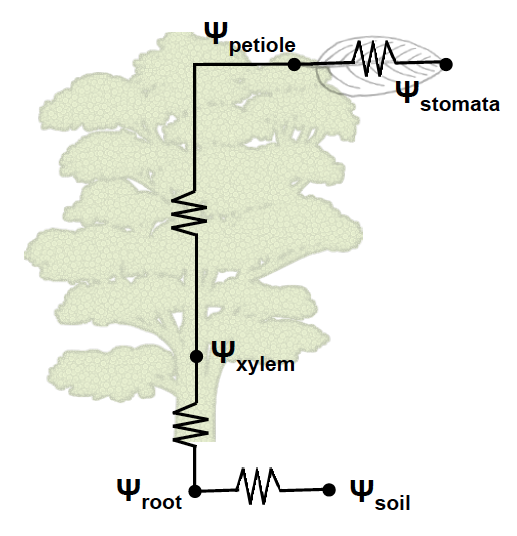 Ψpetiole
Ψstomata
Ψxylem
Ψroot
Ψsoil